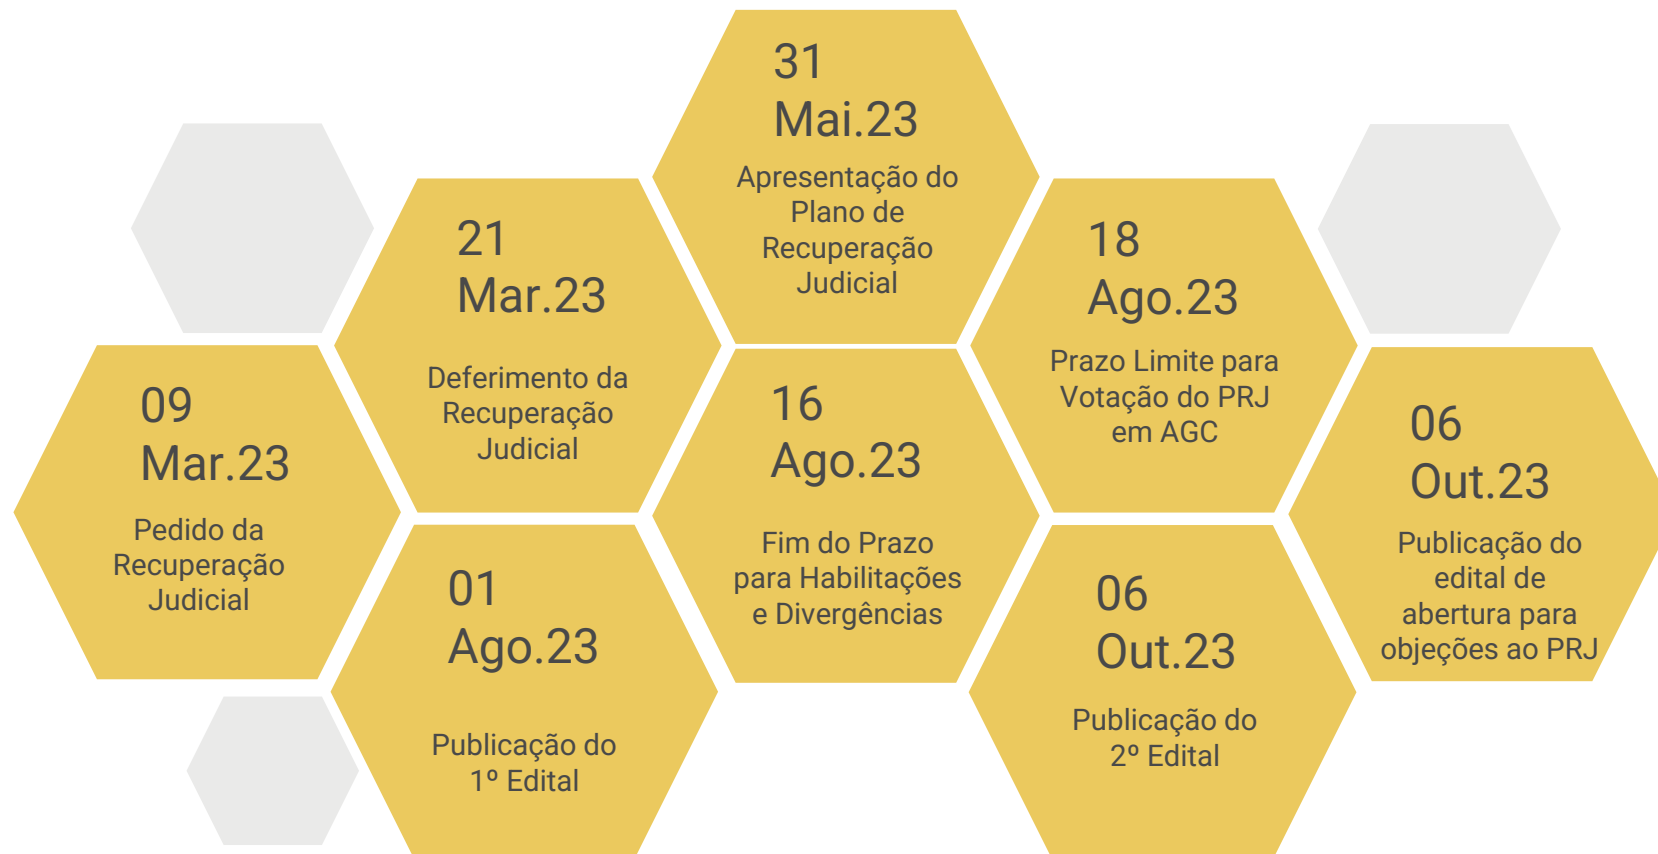 09
Mar.23
Pedido da
Recuperação
Judicial
21
Mar.23
Deferimento da
Recuperação
Judicial
01
Ago.23
Publicação do
1º Edital
31
Mai.23
Apresentação do
Plano de
Recuperação
Judicial
16
Ago.23
Fim do Prazo
para Habilitações
e Divergências
18
Ago.23
Prazo Limite para
Votação do PRJ
em AGC
06
Out.23
Publicação do
2º Edital
06
Out.23
Publicação do
edital de
abertura para
objeções ao PRJ